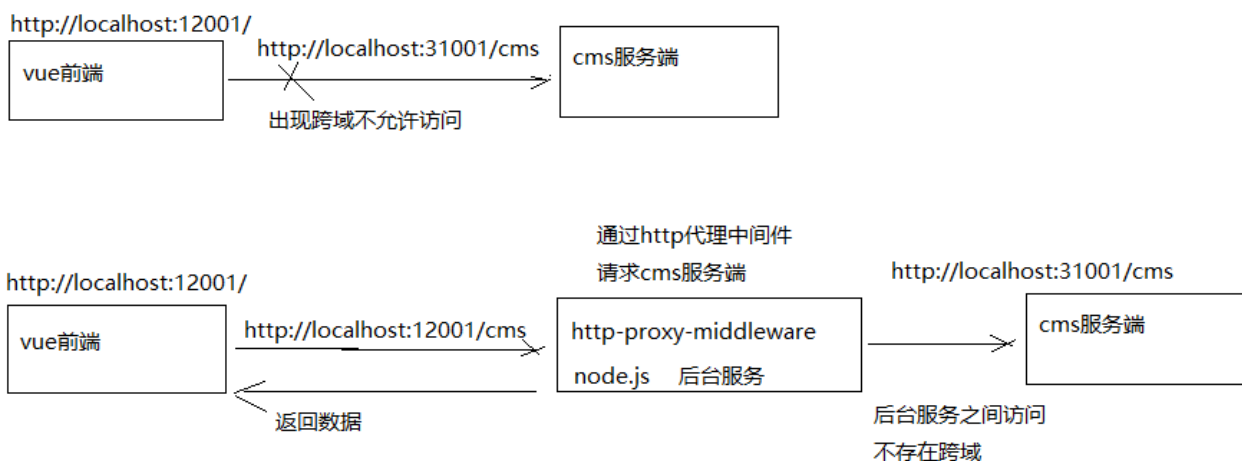 http://localhost:12001/
http://localhost:31001/cms
vue前端
cms服务端
出现跨域不允许访问
通过http代理中间件
请求cms服务端
http://localhost:31001/cms
http://localhost:12001/
vue前端
http://localhost:12001/cms
http-proxy-middleware
node.js 后台服务
cms服务端
返回数据
后台服务之间访问
不存在跨域